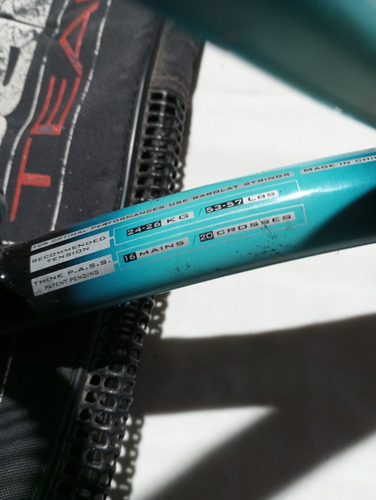 TEA
FOR OPTIMAL PERFORMANCES USE BABOLAT STRINGS
MADE IN CHI
RECOMMENDED TENSION
24-26 KG
53-57 LBS
THINK P.A.S.S.
PATENT PENDING
16 MAINS
20 CROSSES